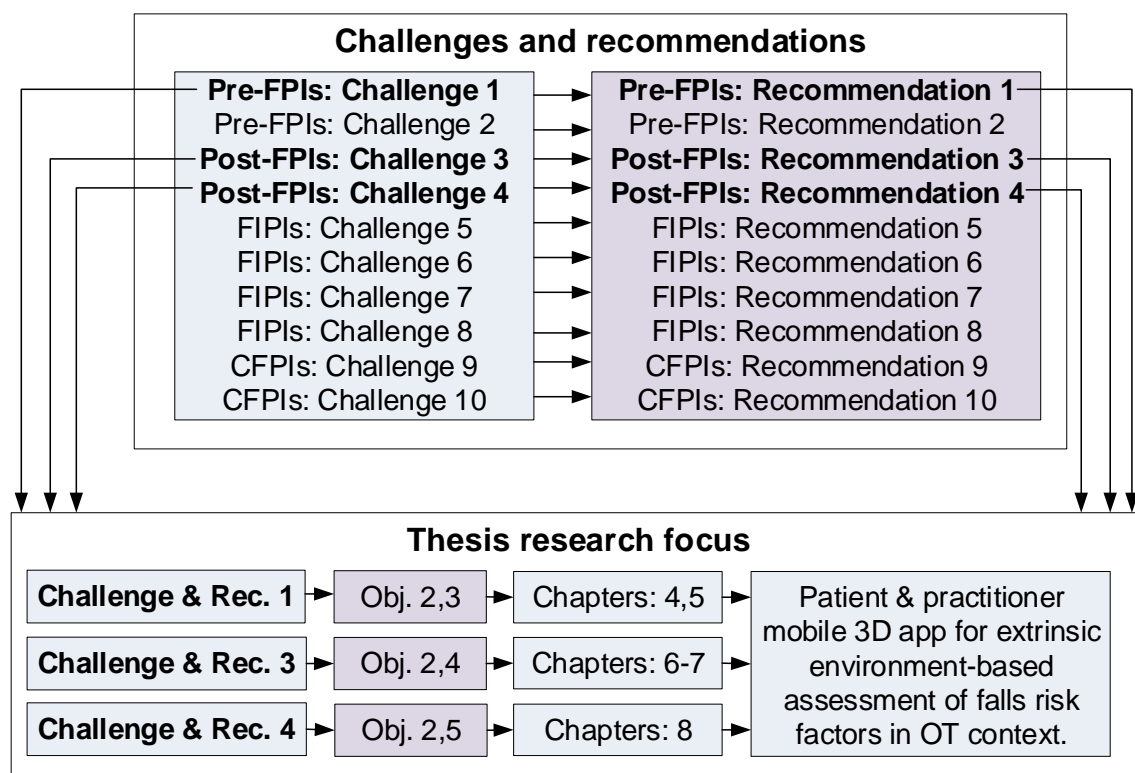 Challenges and recommendations
Pre-FPIs: Challenge 1
Pre-FPIs: Recommendation 1
Pre-FPIs: Challenge 2
Pre-FPIs: Recommendation 2
Post-FPIs: Challenge 3
Post-FPIs: Recommendation 3
Post-FPIs: Challenge 4
Post-FPIs: Recommendation 4
FIPIs: Challenge 5
FIPIs: Recommendation 5
FIPIs: Challenge 6
FIPIs: Recommendation 6
FIPIs: Challenge 7
FIPIs: Recommendation 7
FIPIs: Challenge 8
FIPIs: Recommendation 8
CFPIs: Challenge 9
CFPIs: Recommendation 9
CFPIs: Challenge 10
CFPIs: Recommendation 10
Thesis research focus
Challenge & Rec. 1
Obj. 2,3
Chapters: 4,5
Challenge & Rec. 3
Obj. 2,4
Chapters: 6-7
Challenge & Rec. 4
Obj. 2,5
Chapters: 8
Patient & practitioner
mobile 3D app for extrinsic
environment-based
assessment of falls risk
factors in OT context.